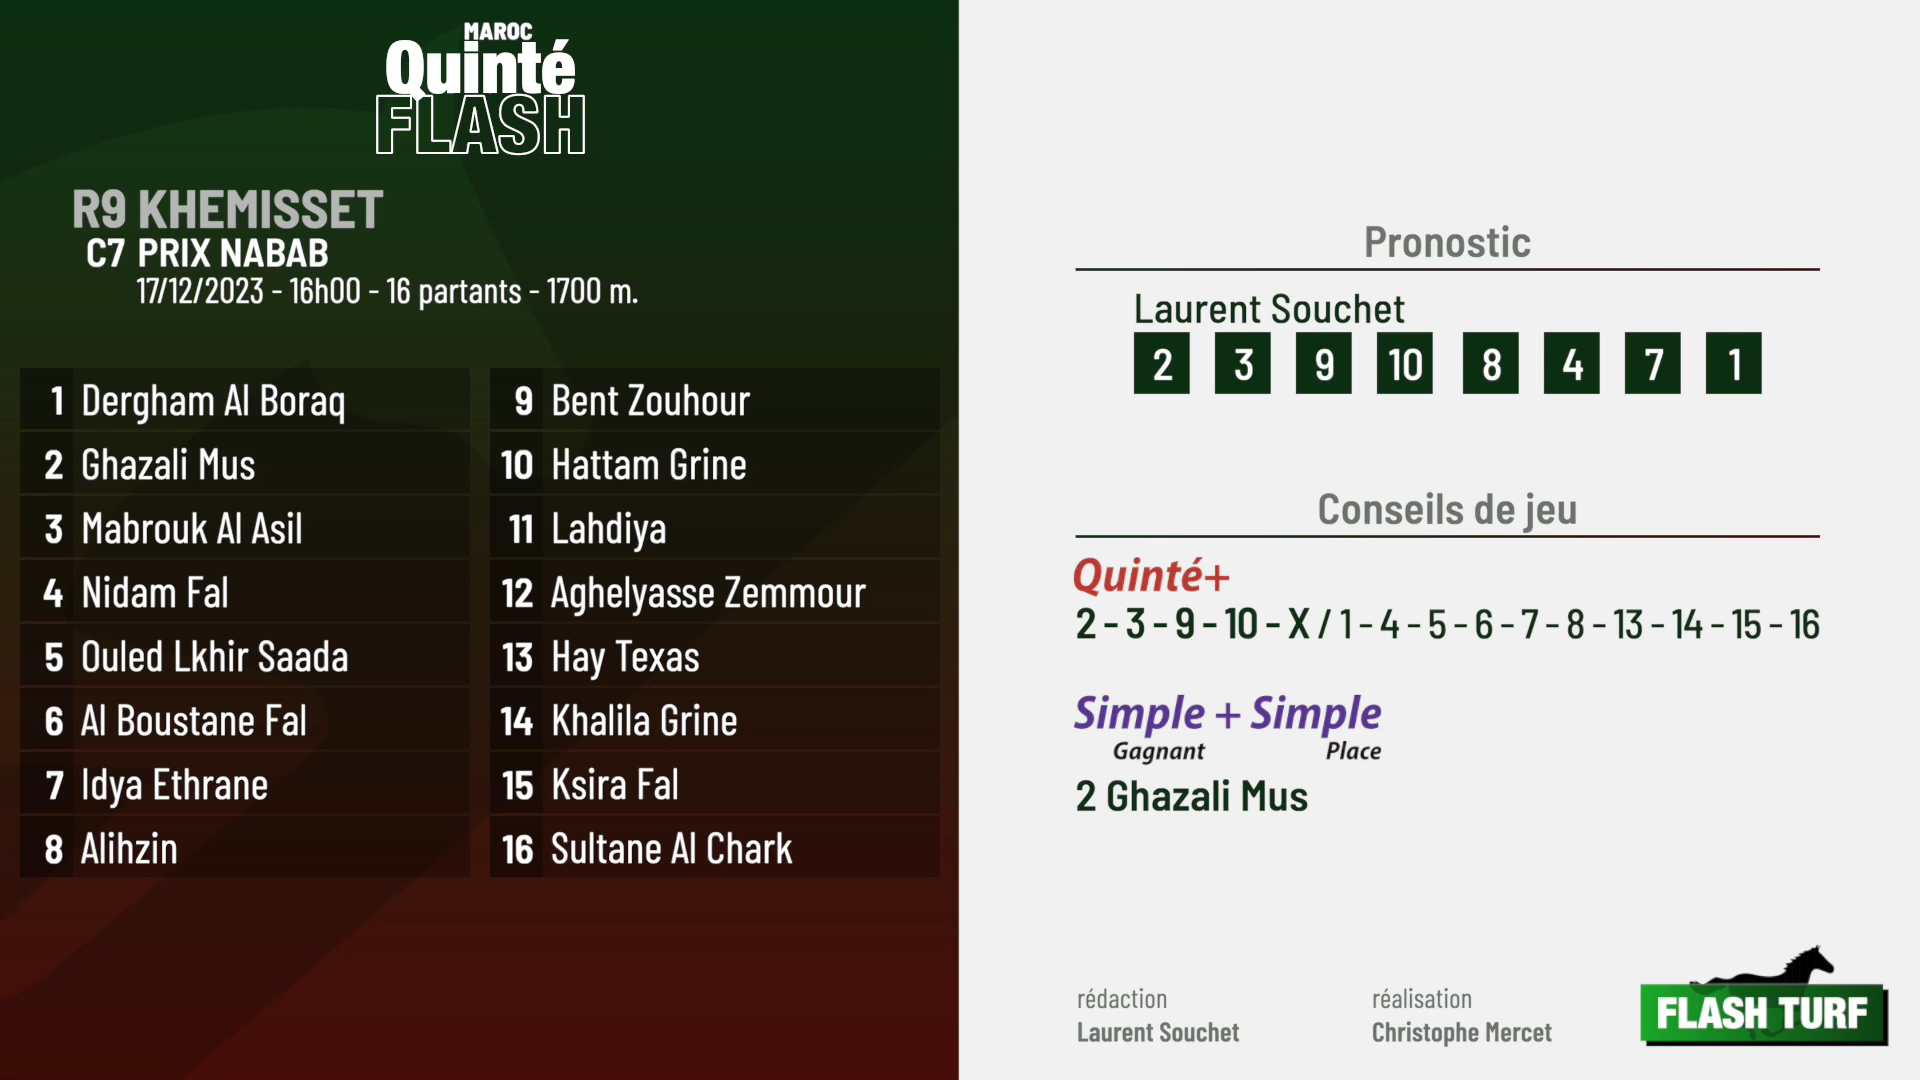 MAROC
Quinté
FLASH
R9 KHEMISSET
C7 PRIX NABAB
17/12/2023 - 16h00 - 16 partants - 1700 m.
1 Dergham Al Boraq
2 Ghazali Mus
3 Mabrouk Al Asil
4 Nidam Fal
5 Ouled Lkhir Saada
6 Al Boustane Fal
7 Idya Ethrane
8 Alihzin
9 Bent Zouhour
10 Hattam Grine
11 Lahdiya
12 Aghelyasse Zemmour
13 Hay Texas
14 Khalila Grine
15 Ksira Fal
16 Sultane Al Chark
Pronostic
Laurent Souchet
2 3 9 10 8 4 7 1
Conseils de jeu
Quinté+
2 - 3 - 9 - 10 - X / 1 - 4 - 5 - 6 - 7 - 8 - 13 - 14 - 15 - 16
Simple + Simple
Gagnant Place
2 Ghazali Mus
rédaction
Laurent Souchet
réalisation
Christophe Mercet
FLASH TURF